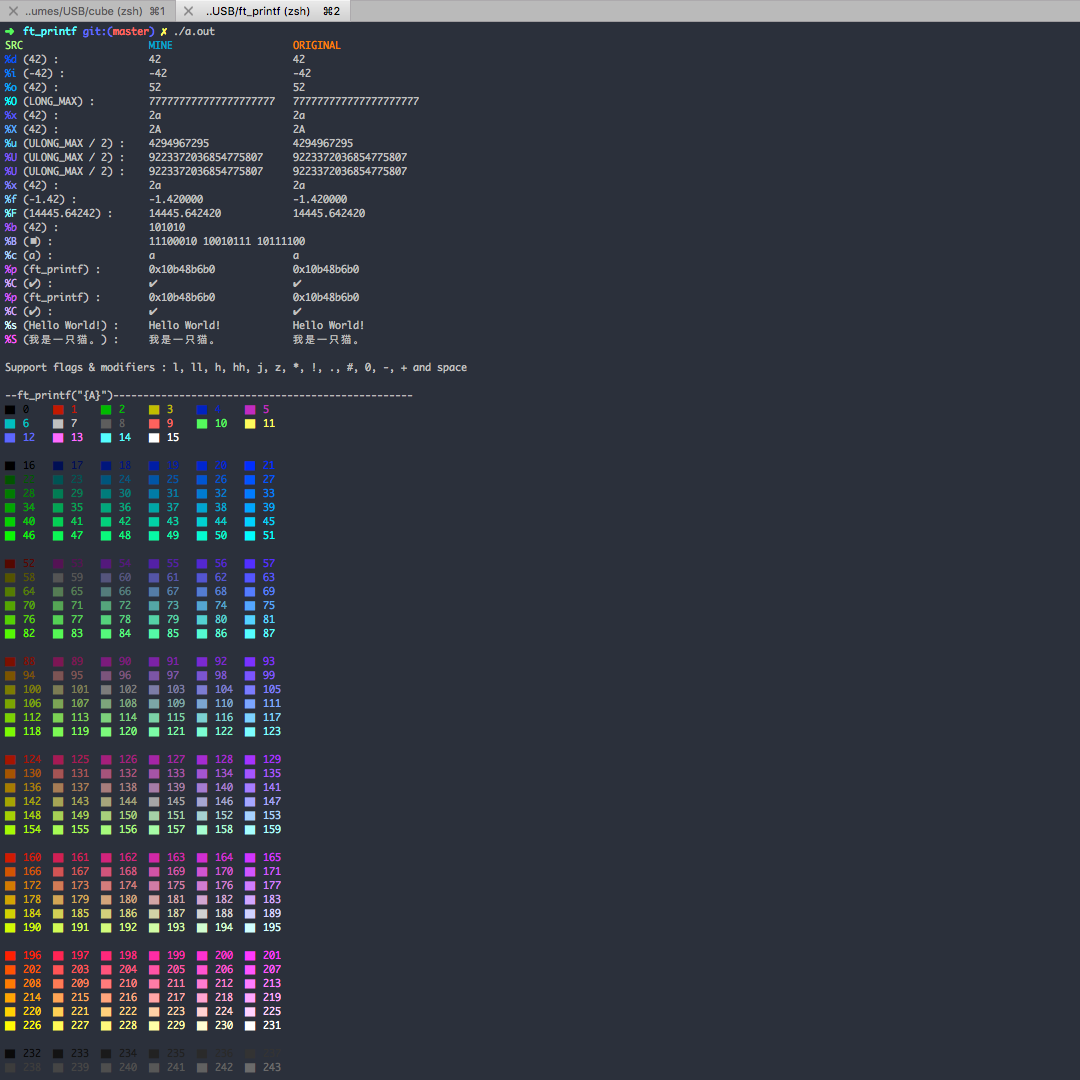 ..umes/USB/cube (zsh) ⌘1 ..USB/ft_printf (zsh) ⌘2
➜ ft_printf git:(master) ✗ ./a.out
SRC MINE ORIGINAL
%d (42) : 42 42
%i (-42) : -42 -42
%o (42) : 52 52
%O (LONG_MAX) : 777777777777777777777 777777777777777777777
%x (42) : 2a 2a
%X (42) : 2A 2A
%u (ULONG_MAX / 2) : 4294967295 4294967295
%U (ULONG_MAX / 2) : 9223372036854775807 9223372036854775807
%U (ULONG_MAX / 2) : 9223372036854775807 9223372036854775807
%x (42) : 2a 2a
%f (-1.42) : -1.420000 -1.420000
%F (14445.64242) : 14445.642420 14445.642420
%b (42) : 101010
%B (◼) : 11100010 10010111 10111100
%c (a) : a a
%p (ft_printf) : 0x10b48b6b0 0x10b48b6b0
%C (✔) : ✔ ✔
%p (ft_printf) : 0x10b48b6b0 0x10b48b6b0
%C (✔) : ✔ ✔
%s (Hello World!) : Hello World! Hello World!
%S (我是一只猫。) : 我是一只猫。 我是一只猫。
Support flags & modifiers : l, ll, h, hh, j, z, *, !, ., #, 0, -, + and space
--ft_printf("{A}")--------------------------------------------------
0 1 2 3 4 5
6 7 8 9 10 11
12 13 14 15
16 17 18 19 20 21
22 23 24 25 26 27
28 29 30 31 32 33
34 35 36 37 38 39
40 41 42 43 44 45
46 47 48 49 50 51
52 53 54 55 56 57
58 59 60 61 62 63
64 65 66 67 68 69
70 71 72 73 74 75
76 77 78 79 80 81
82 83 84 85 86 87
88 89 90 91 92 93
94 95 96 97 98 99
100 101 102 103 104 105
106 107 108 109 110 111
112 113 114 115 116 117
118 119 120 121 122 123
124 125 126 127 128 129
130 131 132 133 134 135
136 137 138 139 140 141
142 143 144 145 146 147
148 149 150 151 152 153
154 155 156 157 158 159
160 161 162 163 164 165
166 167 168 169 170 171
172 173 174 175 176 177
178 179 180 181 182 183
184 185 186 187 188 189
190 191 192 193 194 195
196 197 198 199 200 201
202 203 204 205 206 207
208 209 210 211 212 213
214 215 216 217 218 219
220 221 222 223 224 225
226 227 228 229 230 231
232 233 234 235
238 239 240 241 242 243